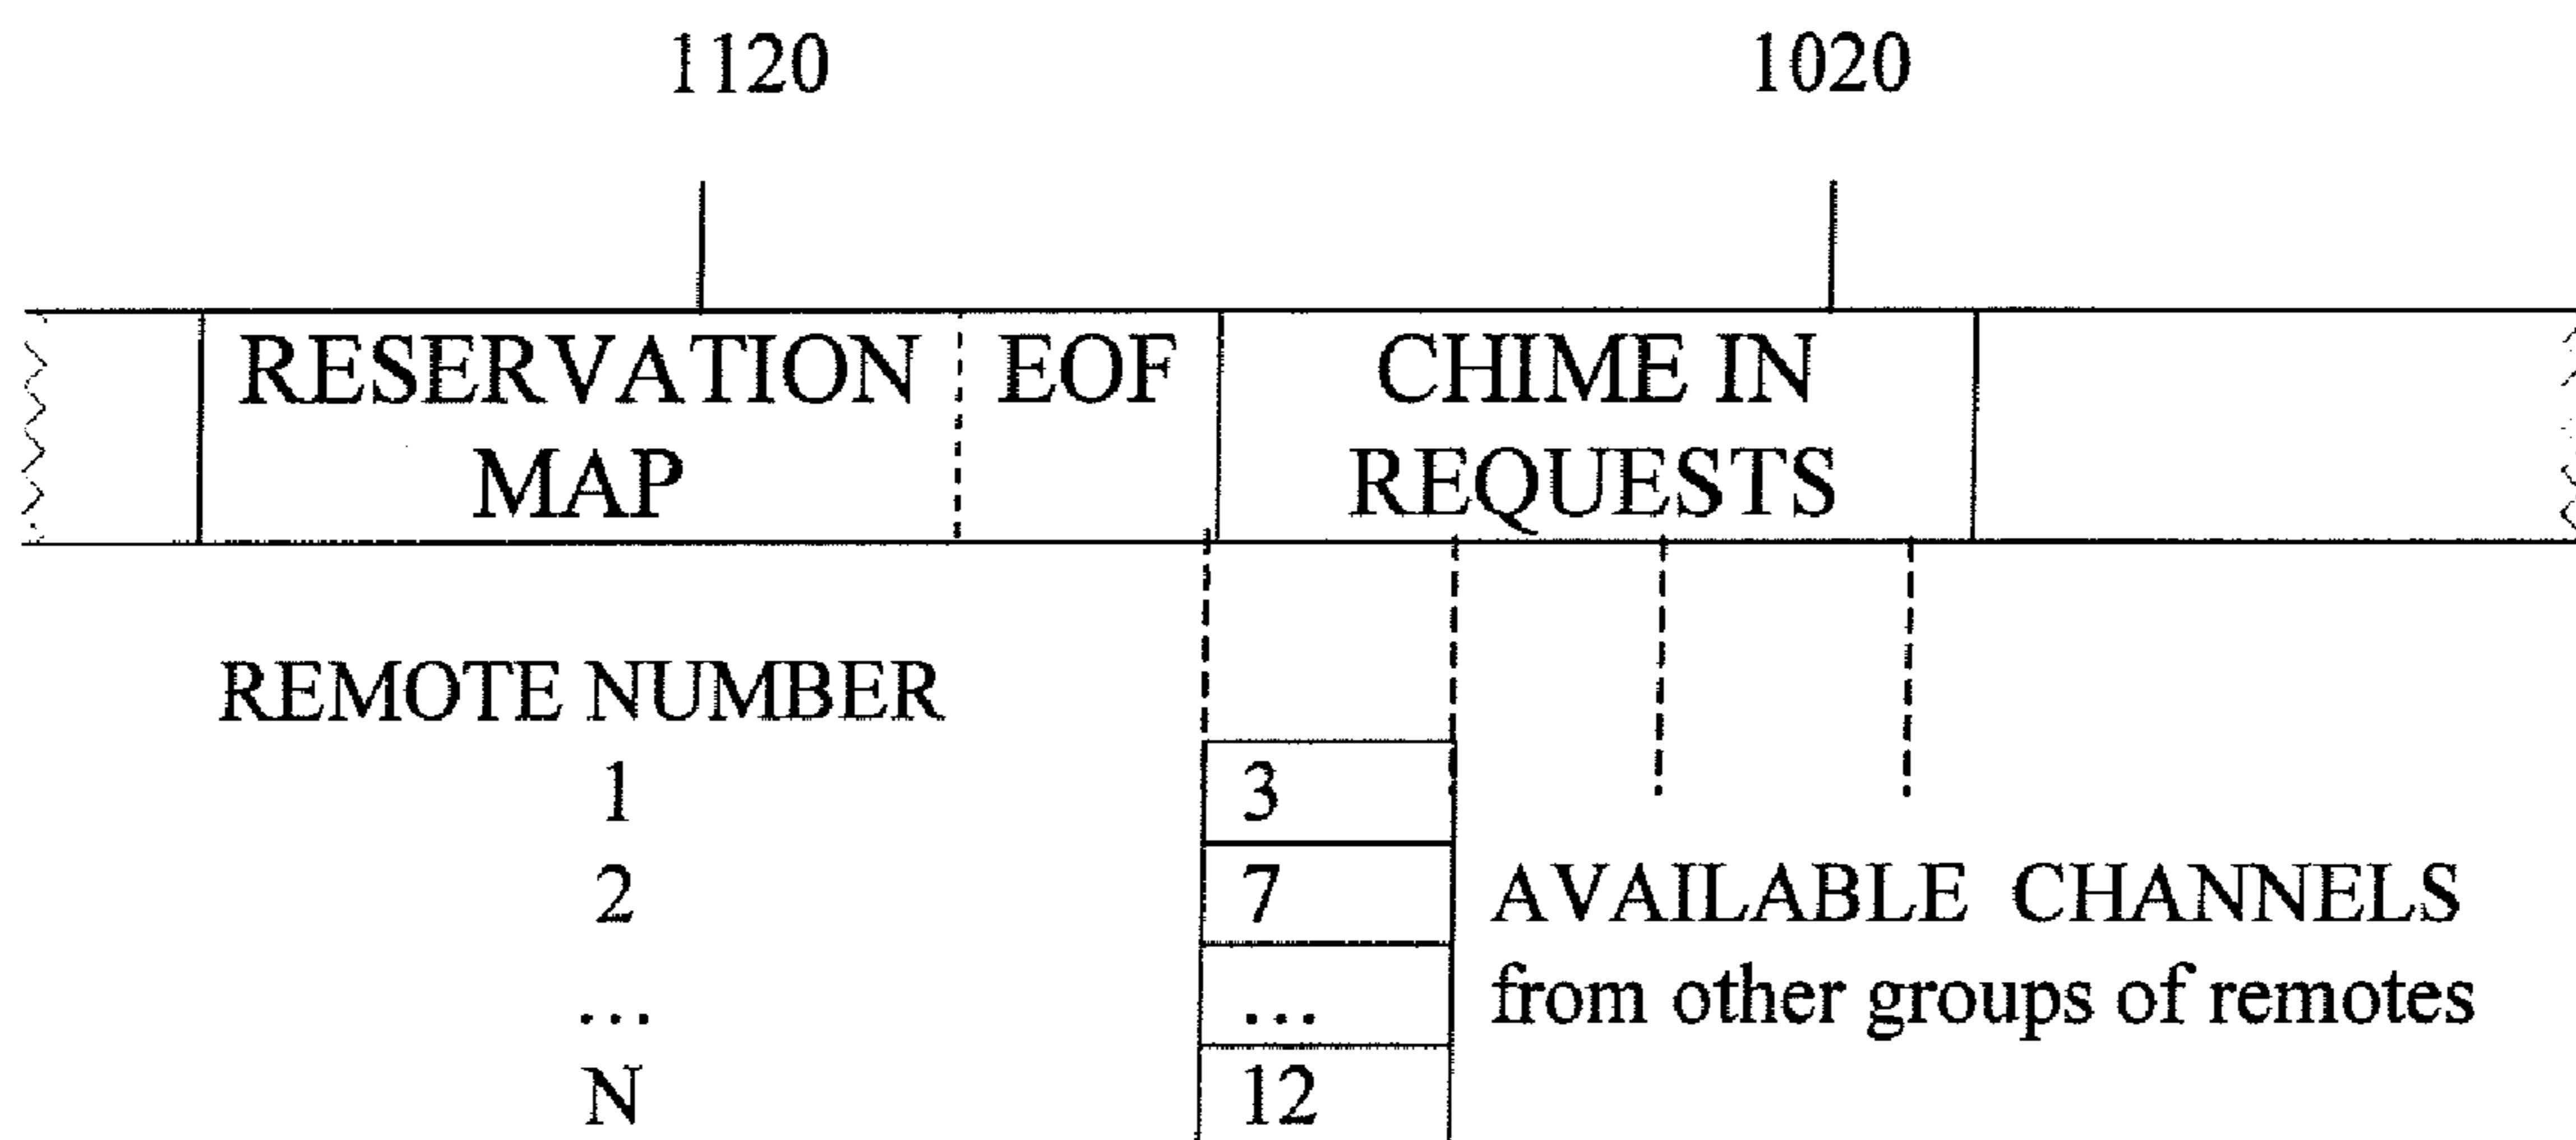 1120 1020
RESERVATION MAP EOF CHIME IN REQUESTS
REMOTE NUMBER
1 3
2 7 AVAILABLE CHANNELS
... ... from other groups of remotes
N 12